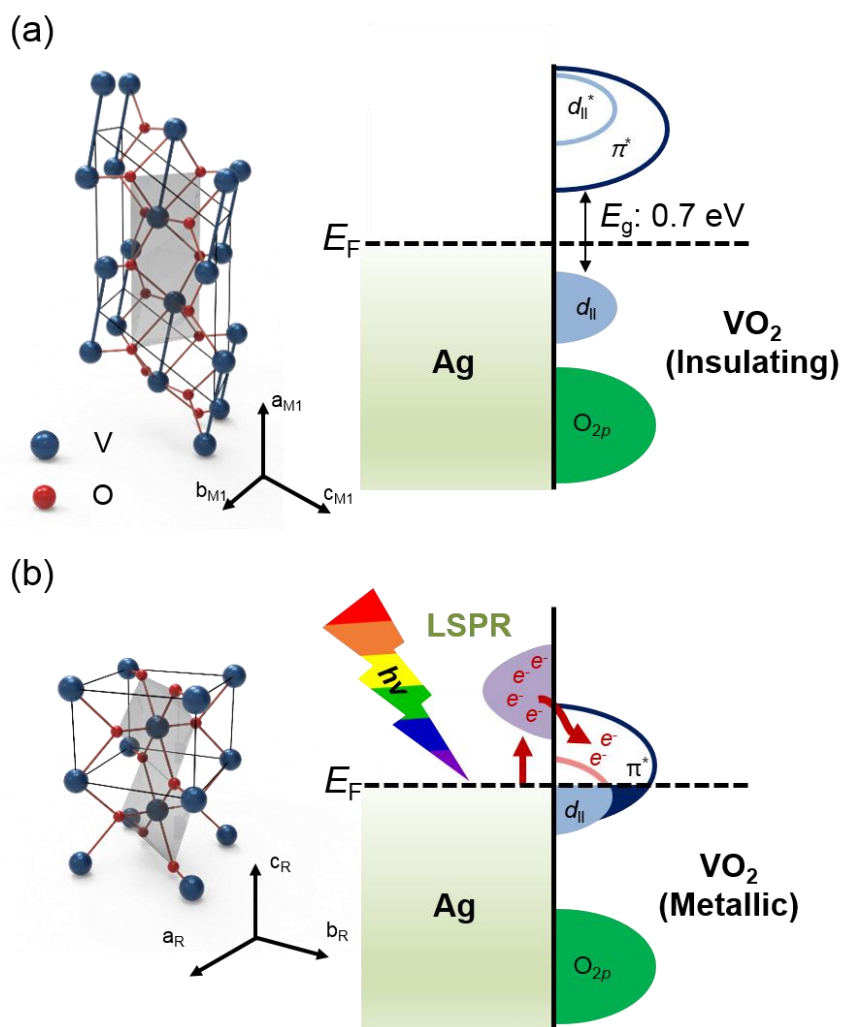 (a)
d||*
π*
Eg: 0.7 eV
EF
d||
VO2
(Insulating)
Ag
O2p
V
O
aM1
bM1
cM1
(b)
LSPR
hν
e- e-
e- e-
e-
e-
e-
π*
EF
d||
VO2
(Metallic)
Ag
O2p
cR
aR
bR